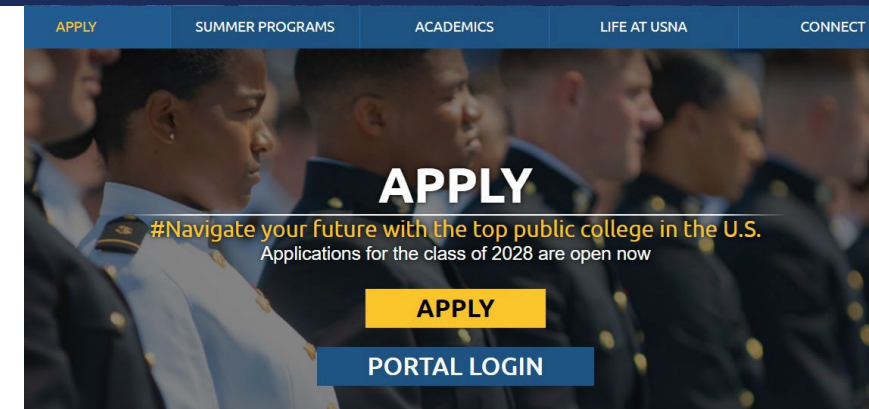 APPLY SUMMER PROGRAMS ACADEMICS LIFE AT USNA CONNECT
APPLY
#Navigate your future with the top public college in the U.S.
Applications for the class of 2028 are open now
APPLY
PORTAL LOGIN